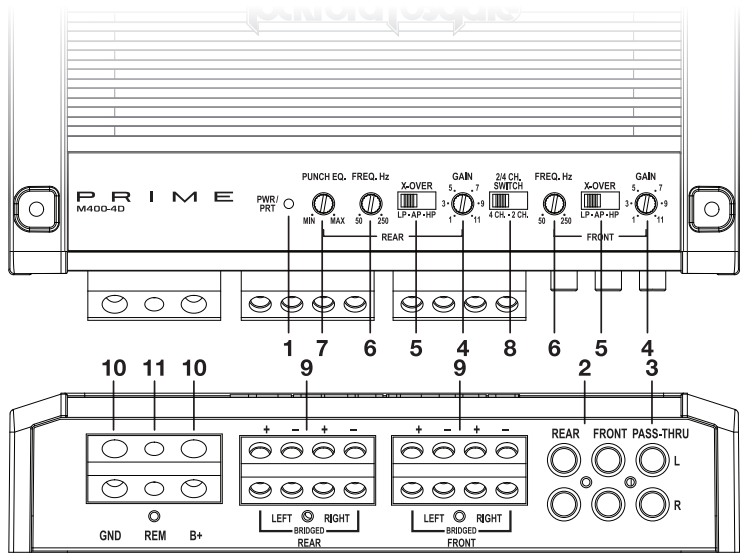 PUNCH EQ. FREQ. Hz X-OVER GAIN 2/4 CH. SWITCH FREQ. Hz X-OVER GAIN
PRIME
M400-4D
PWR/
PRT
MIN MAX 50 250 LP•AP•HP 1 3 5 7 9 11 4 CH. • 2 CH. 50 250 LP•AP•HP 1 3 5 7 9 11
REAR FRONT
1 7 6 5 4 8 6 5 4
10 11 10 9 9 2 3
+ − + − + − + − REAR FRONT PASS-THRU
L
R
GND REM B+ LEFT RIGHT LEFT RIGHT
BRIDGED BRIDGED
REAR FRONT